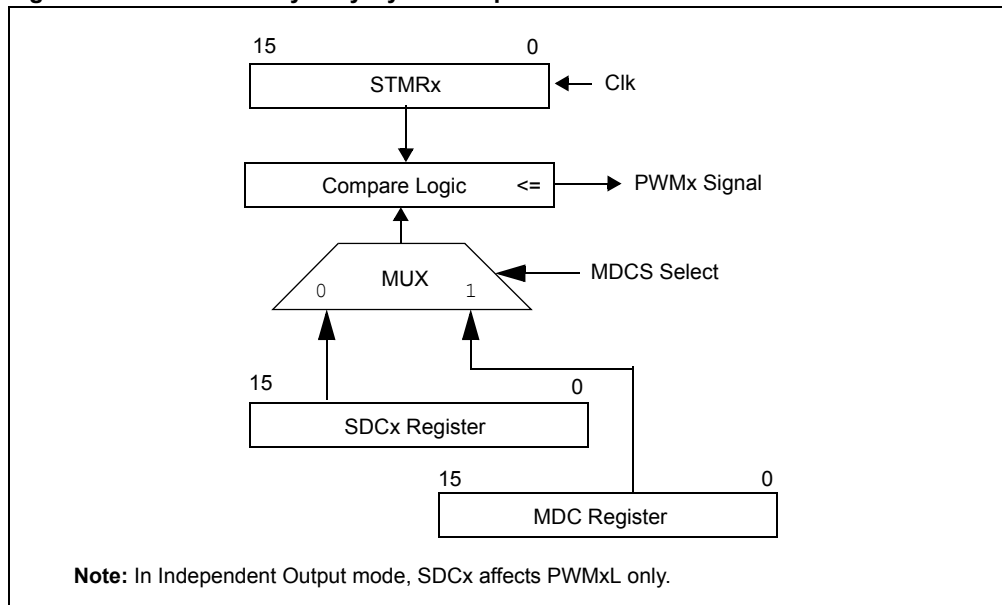 15 0
STMRx
Clk
Compare Logic <=
PWMx Signal
MUX
MDCS Select
0 1
15 0
SDCx Register
15 0
MDC Register
Note: In Independent Output mode, SDCx affects PWMxL only.